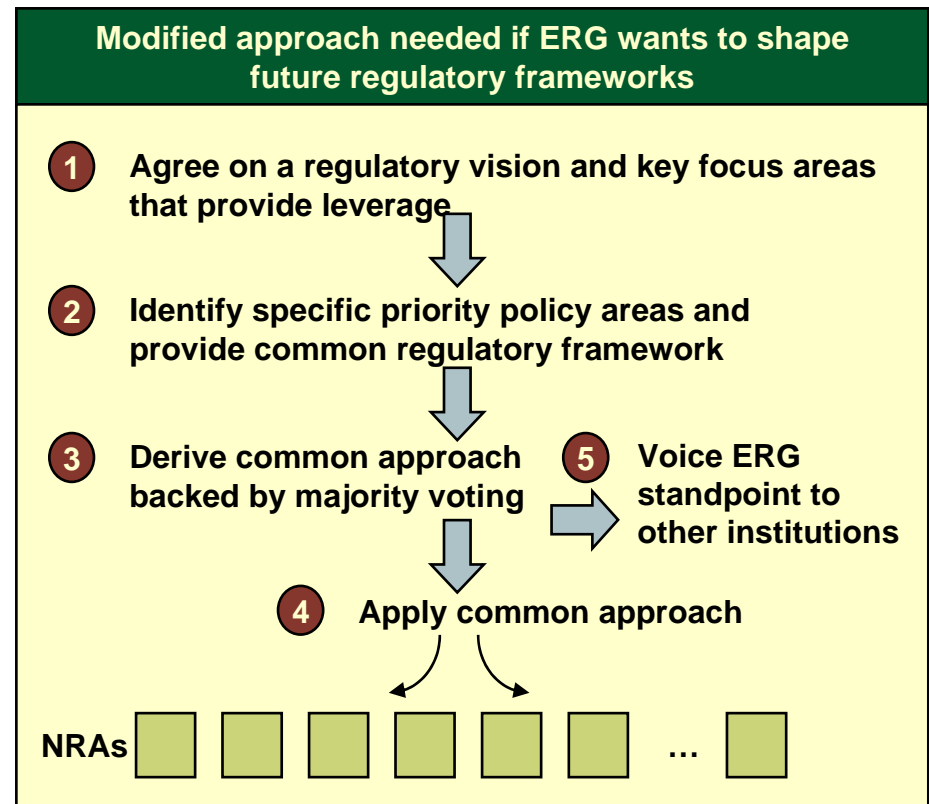 Modified approach needed if ERG wants to shape
future regulatory frameworks
1 Agree on a regulatory vision and key focus areas
that provide leverage
2 Identify specific priority policy areas and
provide common regulatory framework
3 Derive common approach
backed by majority voting
5 Voice ERG
standpoint to
other institutions
4 Apply common approach
NRAs ...